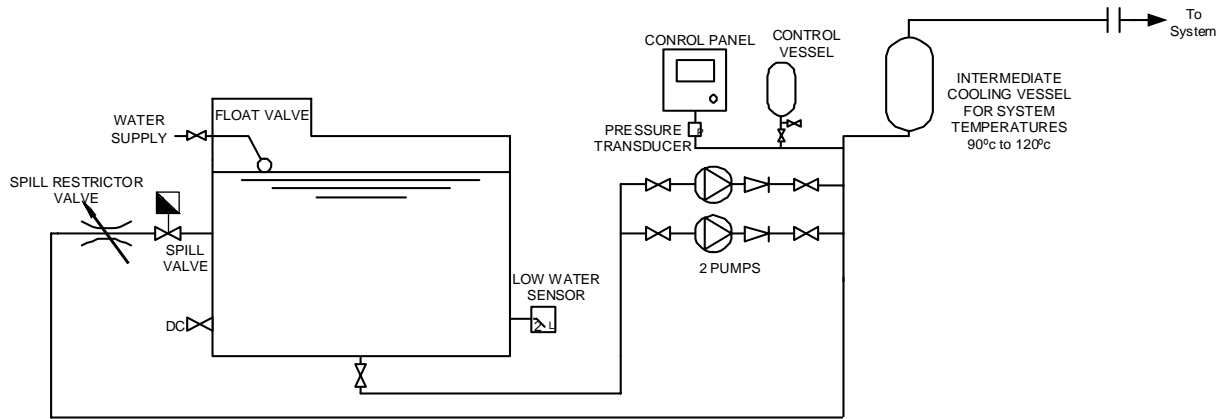 To
System
CONROL PANEL
CONTROL
VESSEL
INTERMEDIATE
COOLING VESSEL
FOR SYSTEM
TEMPERATURES
90ºc to 120ºc
FLOAT VALVE
WATER
SUPPLY
P
PRESSURE
TRANSDUCER
SPILL RESTRICTOR
VALVE
SPILL
VALVE
2 PUMPS
LOW WATER
SENSOR
L
DC